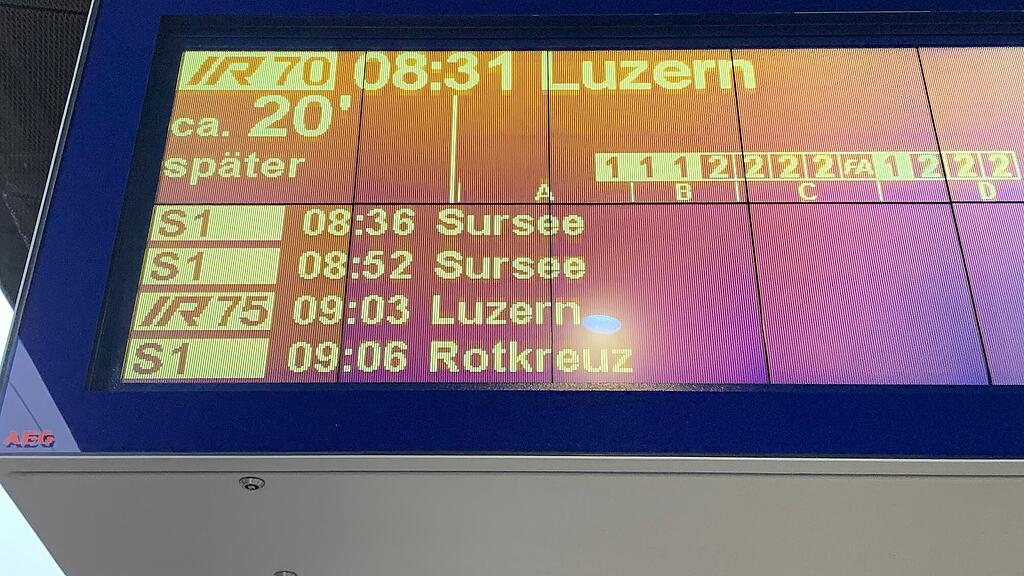 IR 70 08:31 Luzern
ca. 20'
später
1 1 1 2 2 2 2 FA 1 2 2 2
A B C D
S1 08:36 Sursee
S1 08:52 Sursee
IR 75 09:03 Luzern
S1 09:06 Rotkreuz
AEG